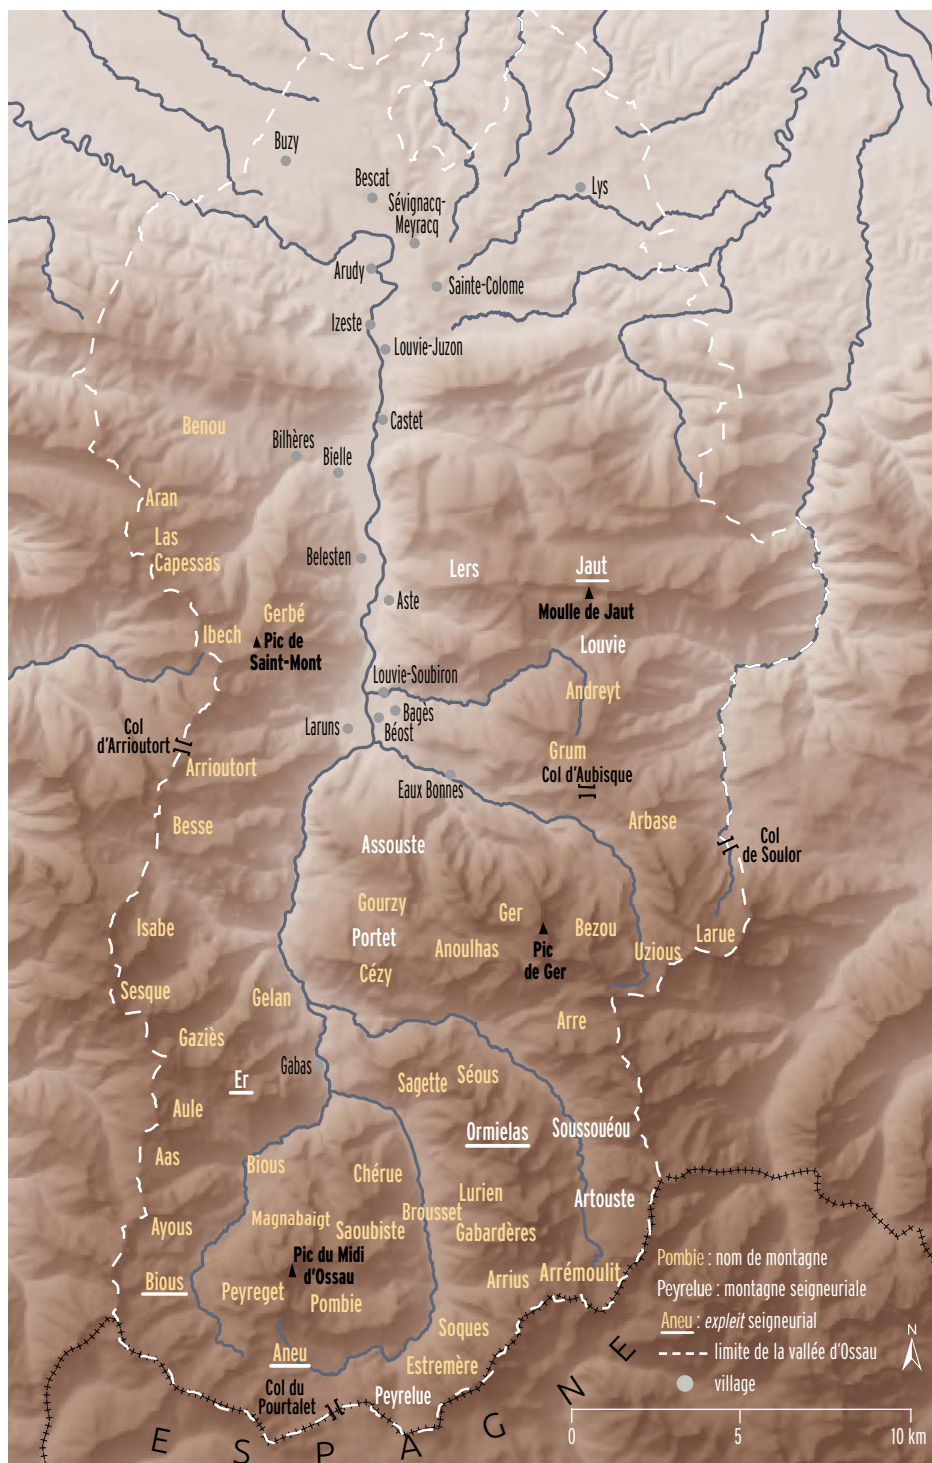 Buzy
Bescat
Lys
Sévignacq-
Meyracq
Arudy
Sainte-Colome
Izeste
Louvie-Juzon
Castet
Benou
Bilhères
Bielle
Aran
Las
Capessas
Belesten
Lers
Jaut
Aste
Moulle de Jaut
Gerbé
Ibech
Pic de
Saint-Mont
Louvie
Louvie-Soubiron
Andreyt
Bagès
Béost
Laruns
Col
d'Arrioutort
Grum
Col d'Aubisque
Arrioutort
Eaux Bonnes
Besse
Arbase
Assouste
Col
de Soulor
Gourzy
Ger
Isabe
Portet
Bezou
Larue
Anoulhas
Pic
de Ger
Uzious
Cézy
Sesque
Gelan
Arre
Gaziès
Gabas
Er
Sagette
Séous
Aule
Ormielas
Soussouéou
Aas
Bious
Chérue
Lurien
Artouste
Magnabaigt
Brousset
Ayous
Saoubiste
Gabardères
Pic du Midi
d'Ossau
Bious
Peyreget
Pombie
Arrius
Arrémoulit
Soques
Aneu
Estremère
Col du
Pourtalet
Peyrelue
E S P A G N E
Pombie : nom de montagne
Peyrelue : montagne seigneuriale
Aneu : expleit seigneurial
limite de la vallée d'Ossau
village
N
0 5 10 km